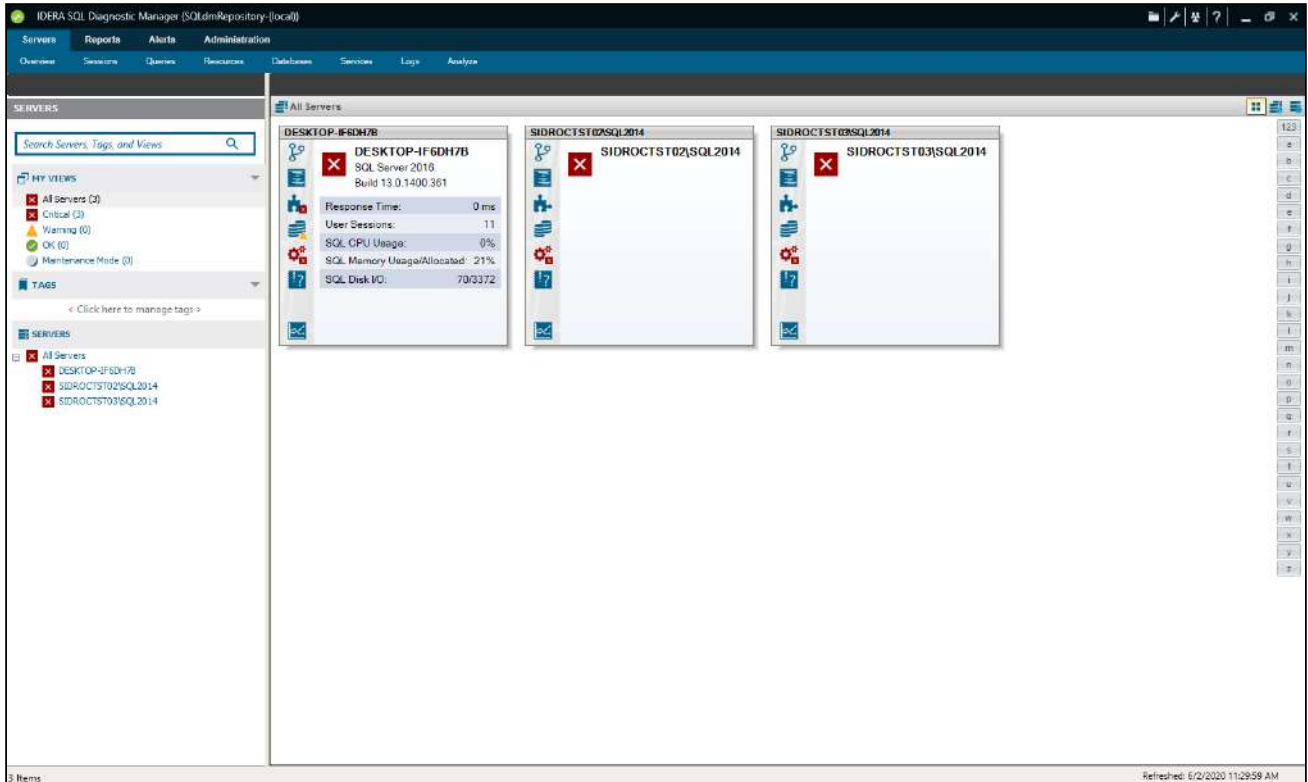 IDERA SQL Diagnostic Manager (SQLdmRepository-(local))
Servers Reports Alerts Administration
Overview Sessions Queries Resources Databases Services Logs Analyze
SERVERS
Search Servers, Tags, and Views
MY VIEWS
All Servers (3)
Critical (3)
Warning (0)
OK (0)
Maintenance Mode (0)
TAGS
< Click here to manage tags >
SERVERS
All Servers
DESKTOP-IF6DH7B
SIDROCTST02\SQL2014
SIDROCTST03\SQL2014
All Servers
DESKTOP-IF6DH7B
DESKTOP-IF6DH7B
SQL Server 2016
Build 13.0.1400.361
Response Time: 0 ms
User Sessions: 11
SQL CPU Usage: 0%
SQL Memory Usage/Allocated: 21%
SQL Disk I/O: 70/3372
SIDROCTST02\SQL2014
SIDROCTST02\SQL2014
SIDROCTST03\SQL2014
SIDROCTST03\SQL2014
123
a
b
c
d
e
f
g
h
i
j
k
l
m
n
o
p
q
r
s
t
u
v
w
x
y
z
3 Items
Refreshed: 6/2/2020 11:29:59 AM